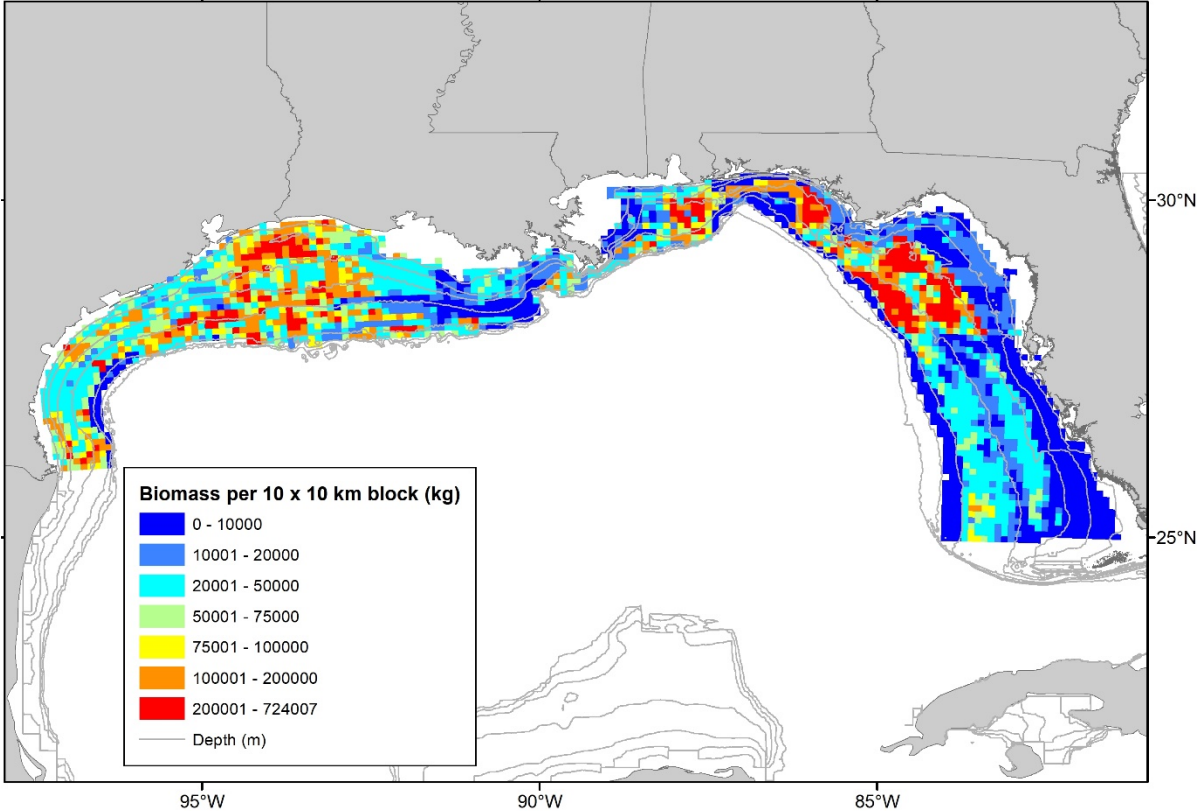 30°N
Biomass per 10 x 10 km block (kg)
0 - 10000
10001 - 20000
20001 - 50000
50001 - 75000
75001 - 100000
100001 - 200000
200001 - 724007
Depth (m)
25°N
95°W
90°W
85°W